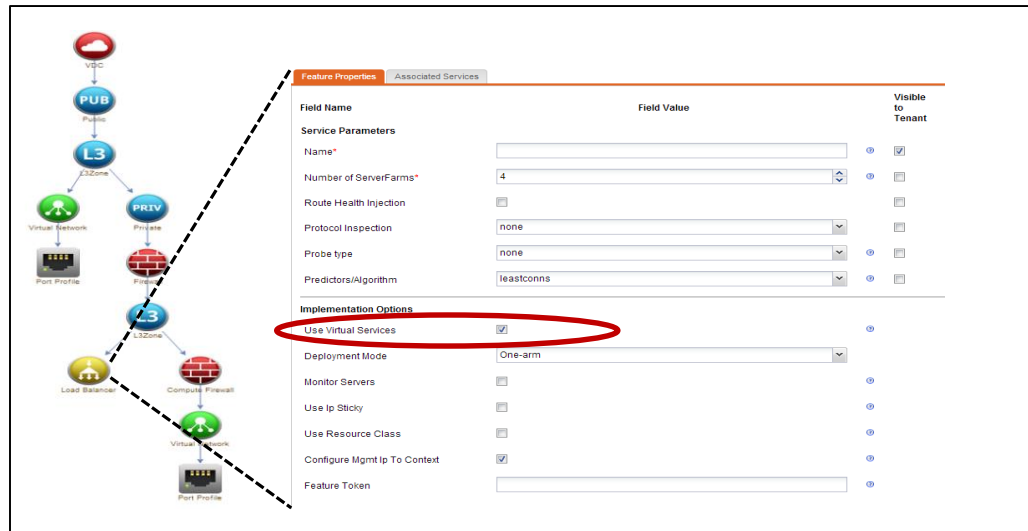 VDC
PUB
Public
L3
L3Zone
Virtual Network
PRIV
Private
Port Profile
Firewall
L3
L3Zone
Load Balancer
Compute Firewall
Virtual Network
Port Profile
Feature Properties Associated Services
Field Name Field Value Visible
to
Tenant
Service Parameters
Name*
Number of ServerFarms* 4
Route Health Injection
Protocol Inspection none
Probe type none
Predictors/Algorithm leastconns
Implementation Options
Use Virtual Services
Deployment Mode One-arm
Monitor Servers
Use Ip Sticky
Use Resource Class
Configure Mgmt Ip To Context
Feature Token